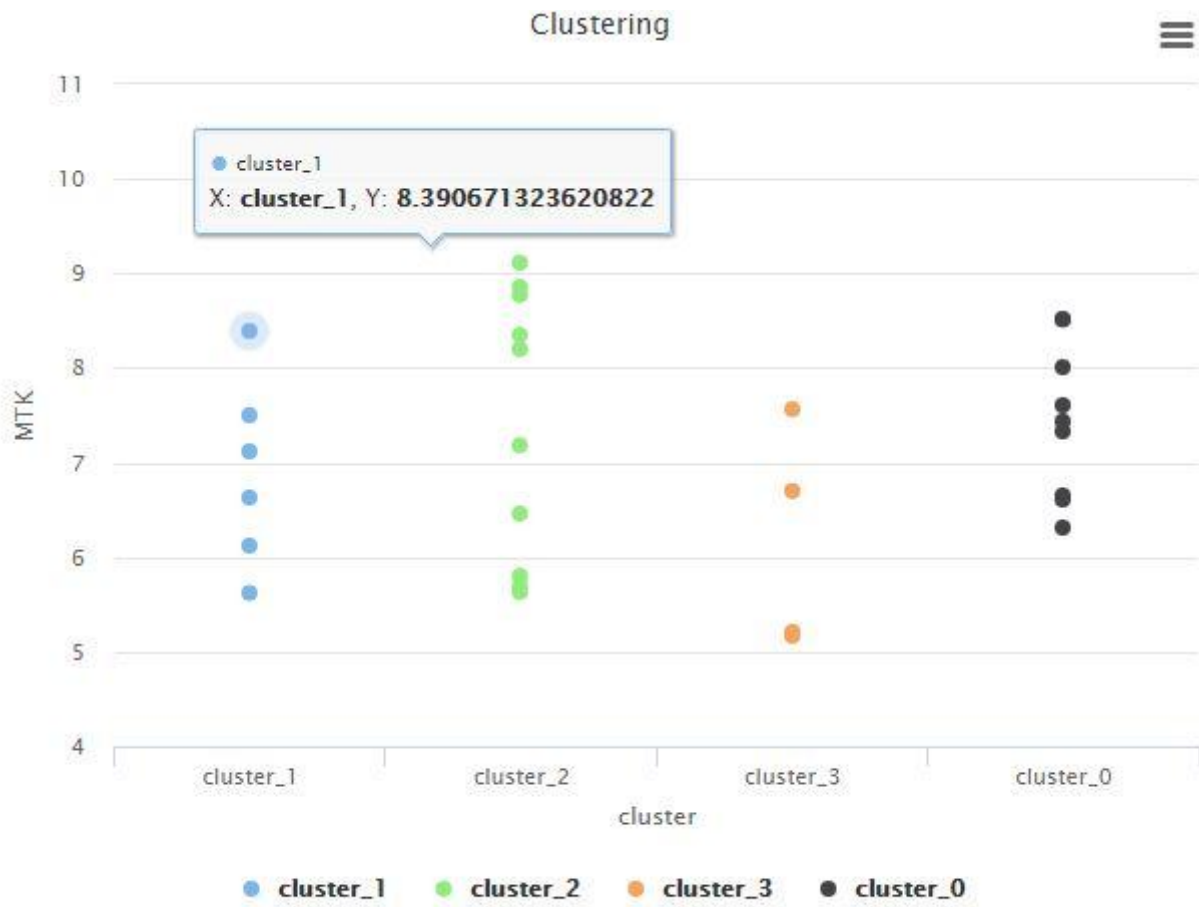 Clustering
11
cluster_1
X: cluster_1, Y: 8.390671323620822
10
9
8
7
6
5
4
MTK
cluster_1 cluster_2 cluster_3 cluster_0
cluster
cluster_1 cluster_2 cluster_3 cluster_0